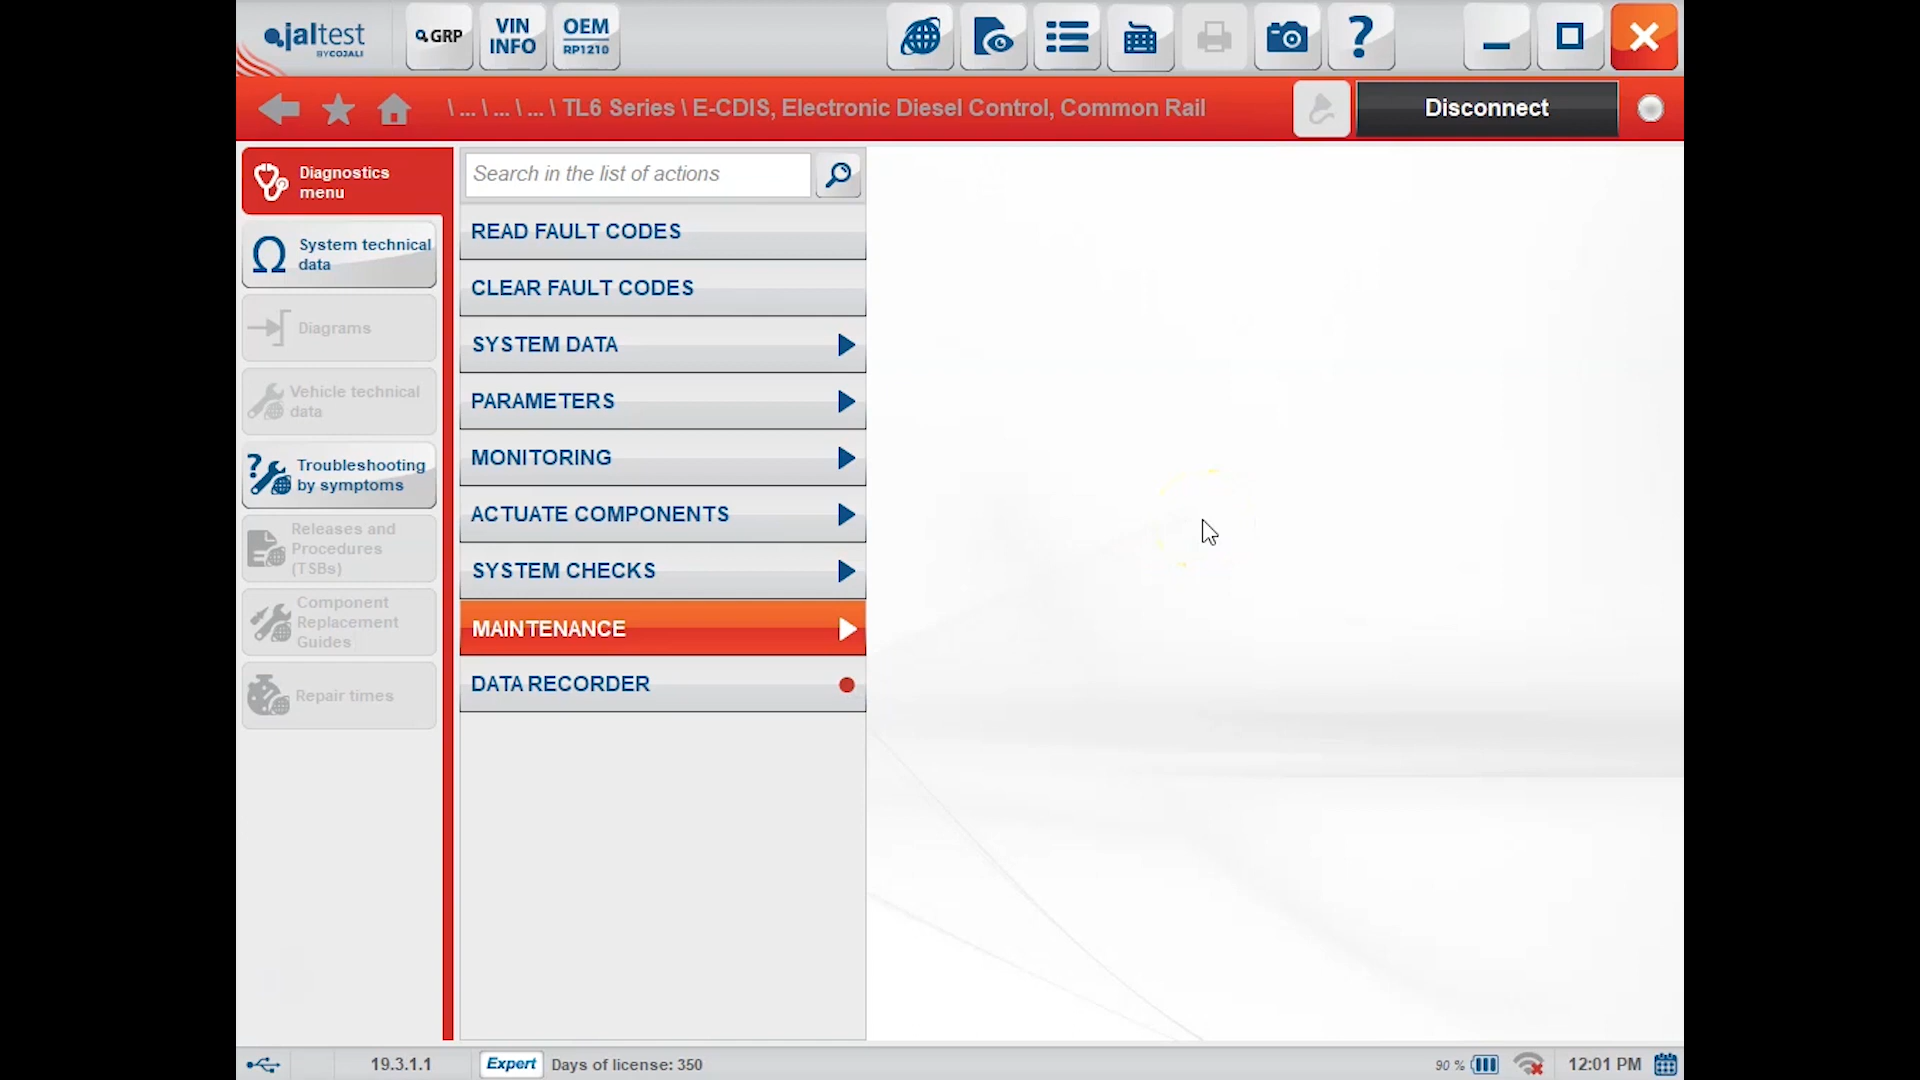 jaltest
BY COJALI
GRP
VIN
INFO
OEM
RP1210
?
\ ... \ ... \ ... \ TL6 Series \ E-CDIS, Electronic Diesel Control, Common Rail
Disconnect
Diagnostics
menu
System technical
data
Diagrams
Vehicle technical
data
Troubleshooting
by symptoms
Releases and
Procedures
(TSBs)
Component
Replacement
Guides
Repair times
Search in the list of actions
READ FAULT CODES
CLEAR FAULT CODES
SYSTEM DATA
PARAMETERS
MONITORING
ACTUATE COMPONENTS
SYSTEM CHECKS
MAINTENANCE
DATA RECORDER
19.3.1.1
Expert
Days of license: 350
90 %
12:01 PM